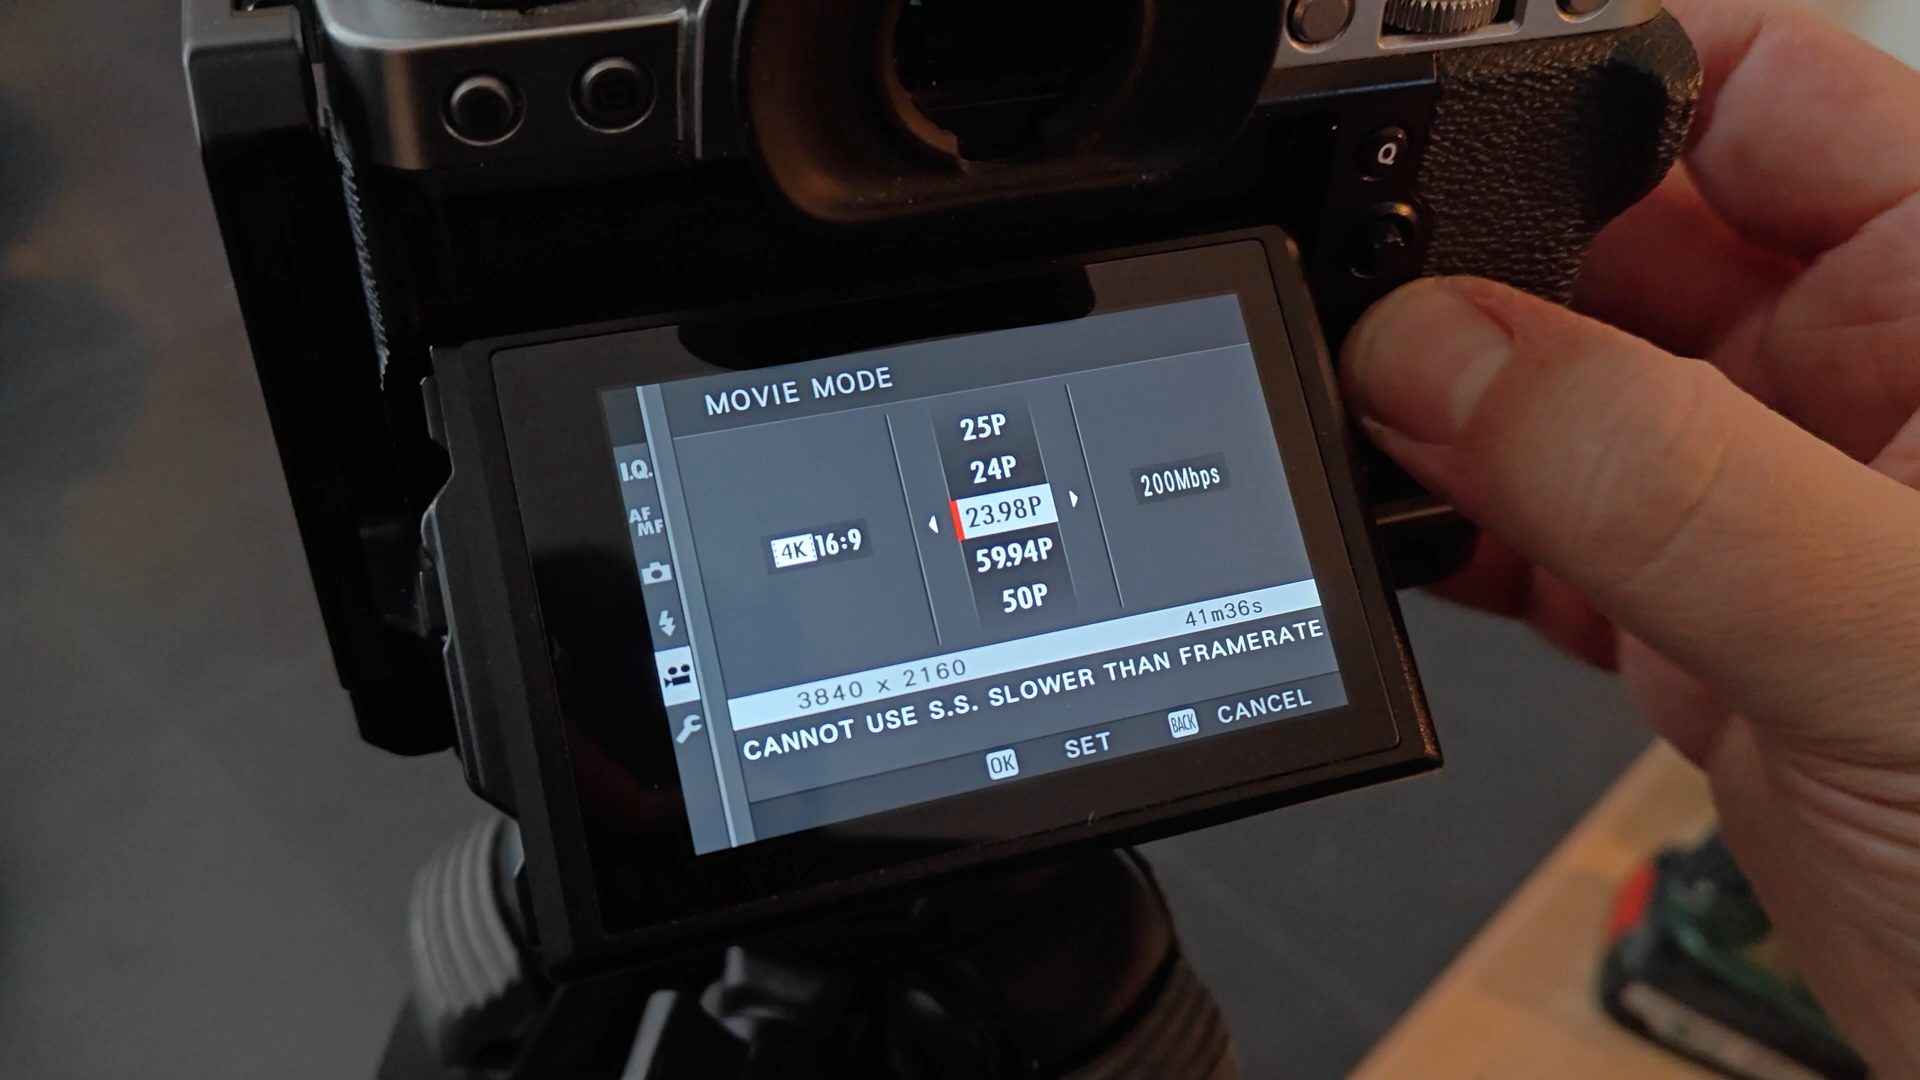 Q
MOVIE MODE
I.Q.
AF
MF
4K 16:9
25P
24P
23.98P
59.94P
50P
200Mbps
3840 x 2160
41m36s
CANNOT USE S.S. SLOWER THAN FRAMERATE
OK SET
BACK CANCEL